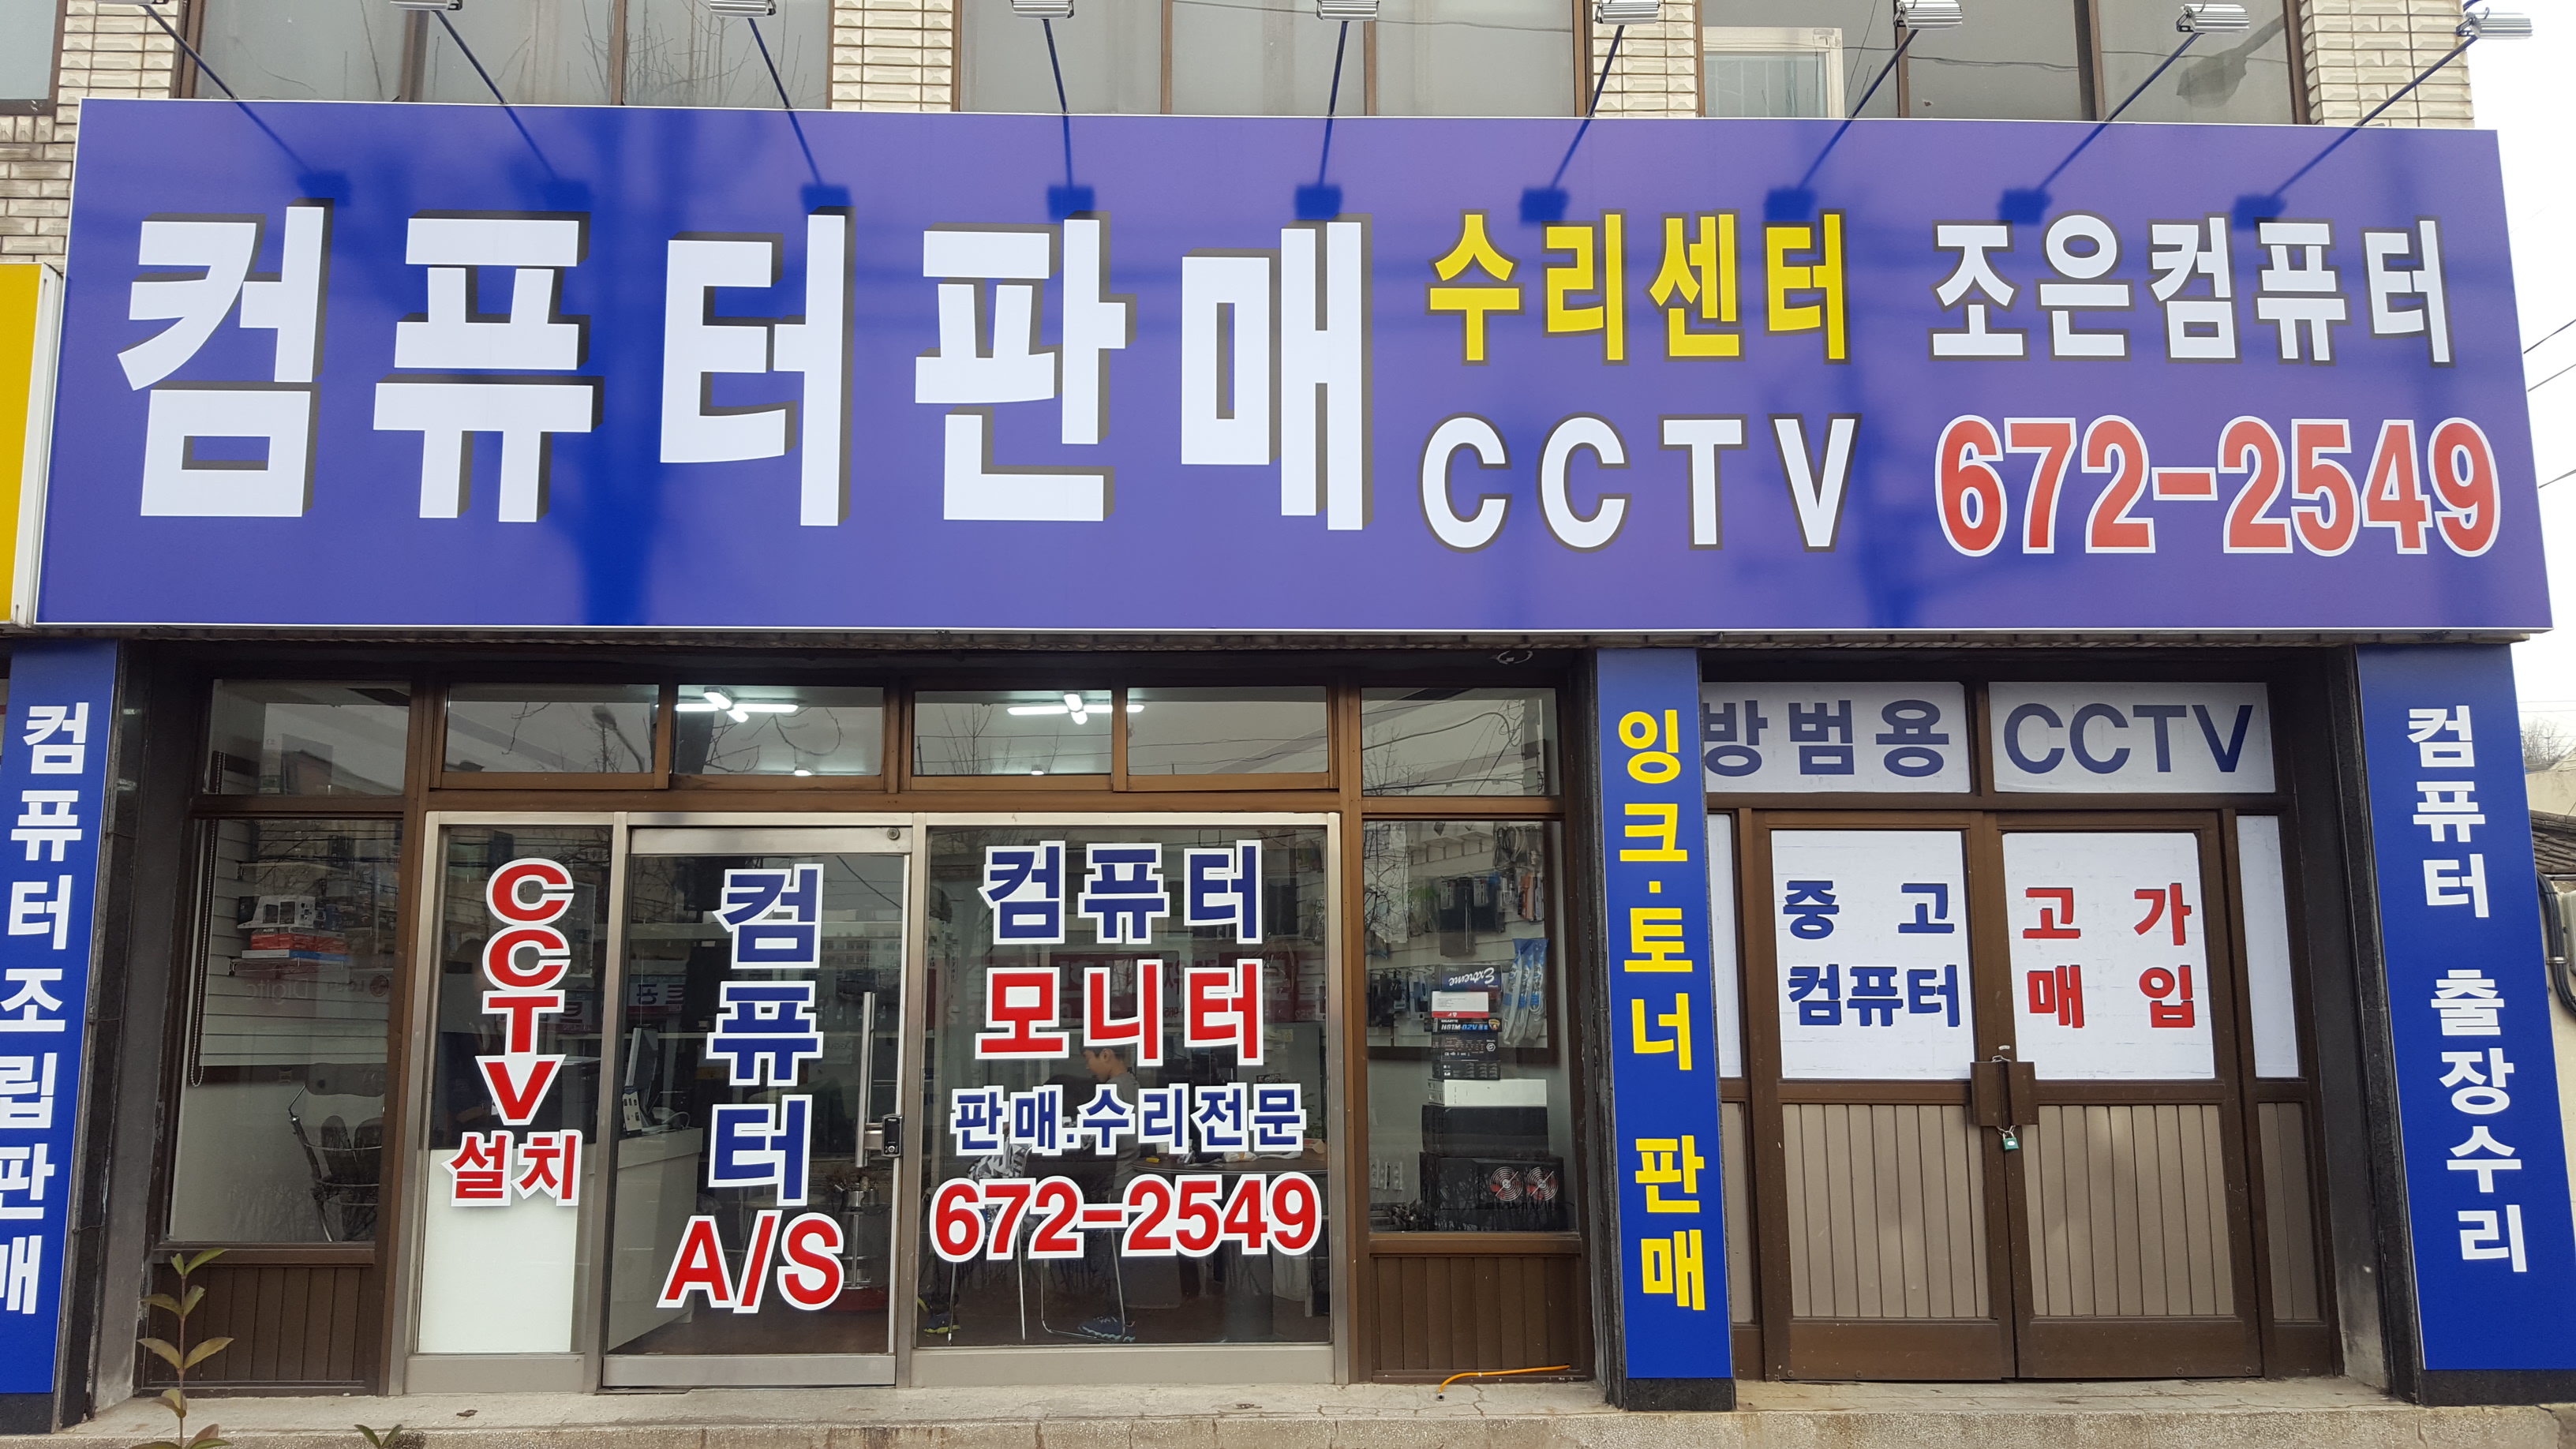 컴퓨터판매
수리센터
CCTV
조은컴퓨터
672-2549
컴퓨터조립판매
CCTV
설치
컴퓨터
A/S
컴퓨터
모니터
판매.수리전문
672-2549
Extreme
잉크·토너 판매
방범용 CCTV
중고
컴퓨터
고가
매입
컴퓨터 출장수리